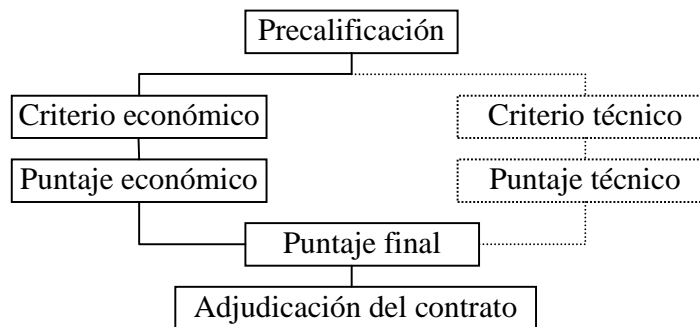 Precalificación
Criterio económico
Criterio técnico
Puntaje económico
Puntaje técnico
Puntaje final
Adjudicación del contrato